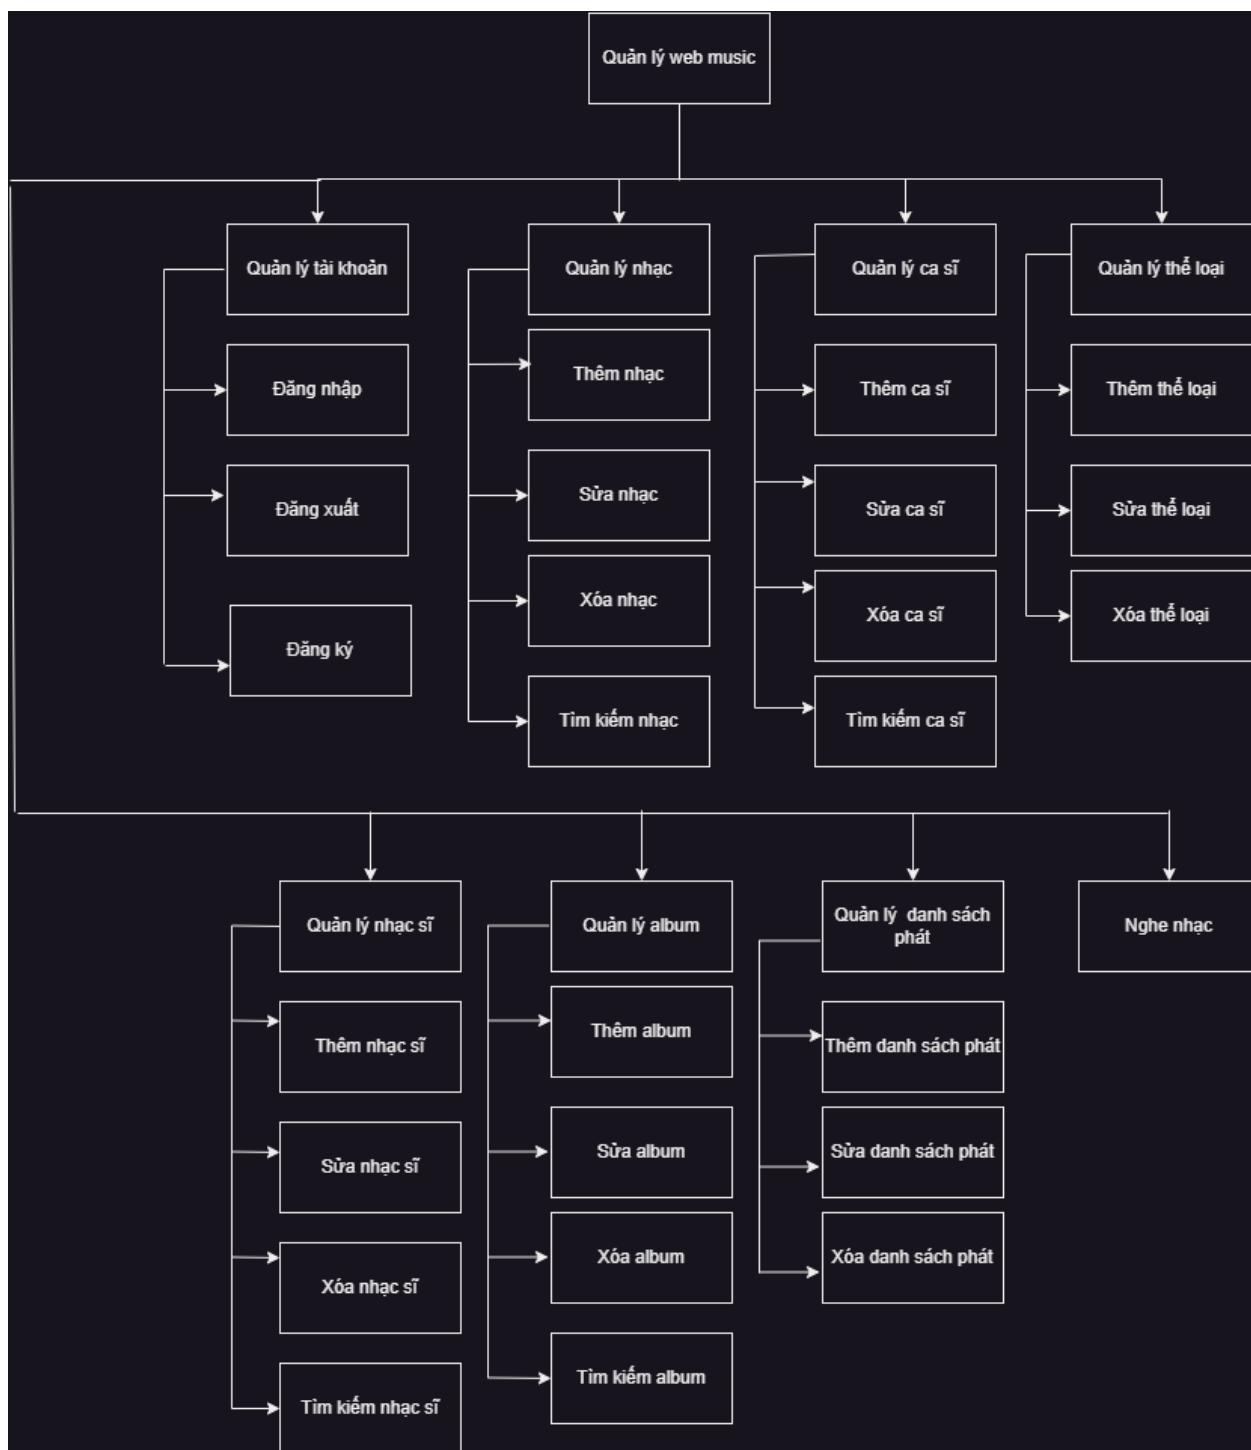 Quản lý web music
Quản lý tài khoản
Đăng nhập
Đăng xuất
Đăng ký
Quản lý nhạc
Thêm nhạc
Sửa nhạc
Xóa nhạc
Tìm kiếm nhạc
Quản lý ca sĩ
Thêm ca sĩ
Sửa ca sĩ
Xóa ca sĩ
Tìm kiếm ca sĩ
Quản lý thể loại
Thêm thể loại
Sửa thể loại
Xóa thể loại
Quản lý nhạc sĩ
Thêm nhạc sĩ
Sửa nhạc sĩ
Xóa nhạc sĩ
Tìm kiếm nhạc sĩ
Quản lý album
Thêm album
Sửa album
Xóa album
Tìm kiếm album
Quản lý danh sách
phát
Thêm danh sách phát
Sửa danh sách phát
Xóa danh sách phát
Nghe nhạc